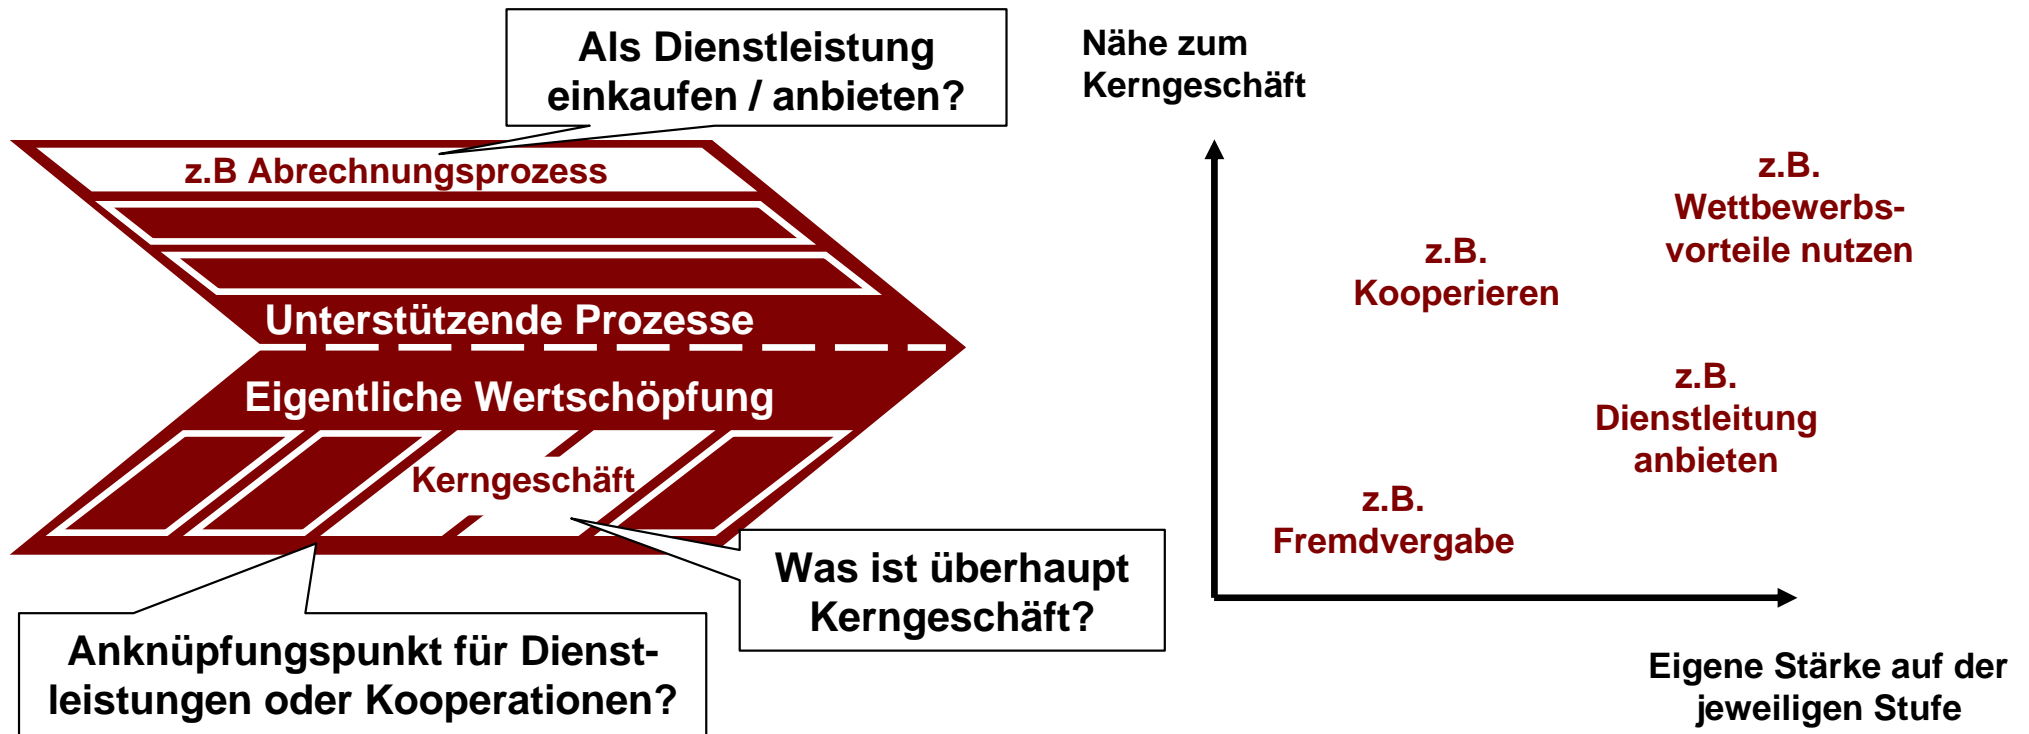 Als Dienstleistung
einkaufen / anbieten?
z.B Abrechnungsprozess
Unterstützende Prozesse
Eigentliche Wertschöpfung
Kerngeschäft
Was ist überhaupt
Kerngeschäft?
Anknüpfungspunkt für Dienst-
leistungen oder Kooperationen?
Nähe zum
Kerngeschäft
z.B.
Wettbewerbs-
vorteile nutzen
z.B.
Kooperieren
z.B.
Dienstleitung
anbieten
z.B.
Fremdvergabe
Eigene Stärke auf der
jeweiligen Stufe